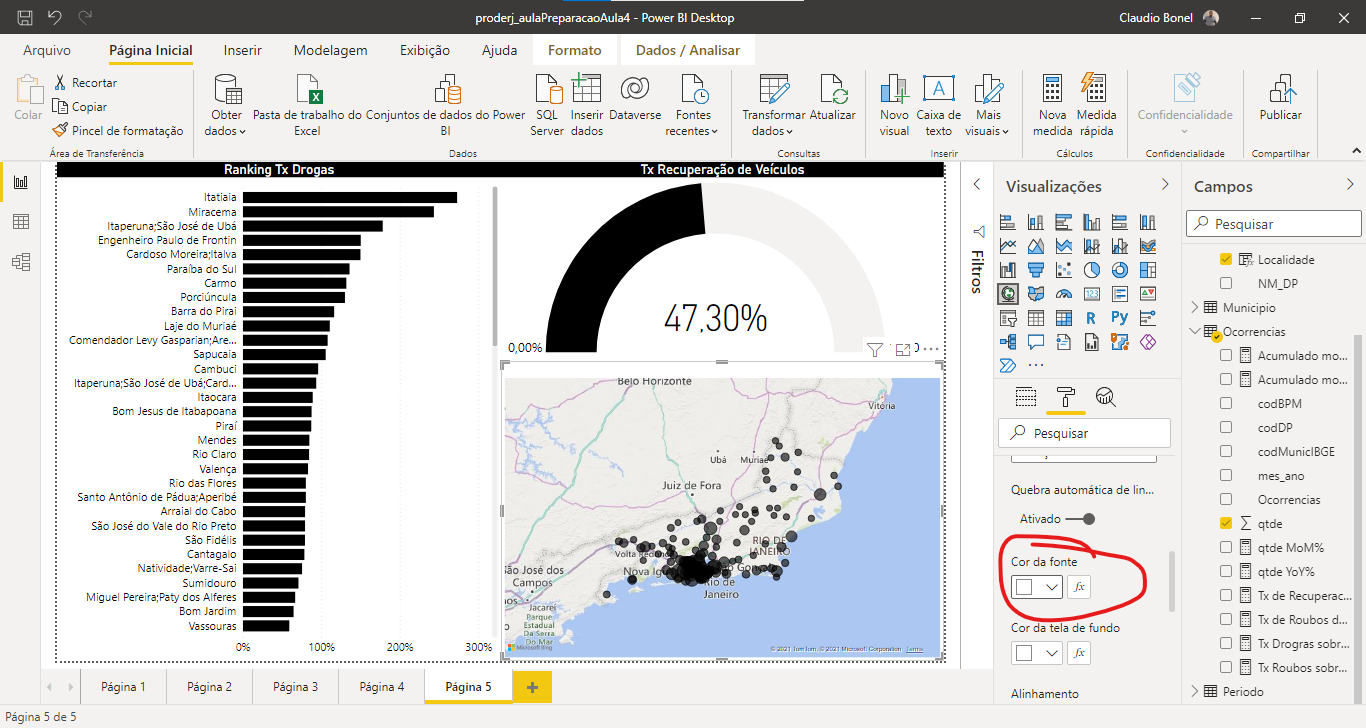 proderj_aulaPreparacaoAula4 - Power BI Desktop
Claudio Bonel
Arquivo
Página Inicial
Inserir
Modelagem
Exibição
Ajuda
Formato
Dados / Analisar
Colar
Recortar
Copiar
Pincel de formatação
Obter dados
Pasta de trabalho do Excel
Conjuntos de dados do Power BI
SQL Server
Inserir dados
Dataverse
Fontes recentes
Transformar dados
Atualizar
Novo visual
Caixa de texto
Mais visuais
Nova medida
Medida rápida
Confidencialidade
Publicar
Área de Transferência
Dados
Consultas
Inserir
Cálculos
Confidencialidade
Compartilhar
Ranking Tx Drogas
Itatiaia
Miracema
Itaperuna;São José de Ubá
Engenheiro Paulo de Frontin
Cardoso Moreira;Italva
Paraíba do Sul
Carmo
Porciúncula
Barra do Piraí
Laje do Muriaé
Comendador Levy Gasparian;Are...
Sapucaia
Cambuci
Itaperuna;São José de Ubá;Card...
Itaocara
Bom Jesus de Itabapoana
Piraí
Mendes
Rio Claro
Valença
Rio das Flores
Santo Antônio de Pádua;Aperibé
Arraial do Cabo
São José do Vale do Rio Preto
São Fidélis
Cantagalo
Natividade;Varre-Sai
Sumidouro
Miguel Pereira;Paty dos Alferes
Bom Jardim
Vassouras
0%
100%
200%
300%
Tx Recuperação de Veículos
47,30%
0,00%
Belo Horizonte
Vitória
Ubá
Muriaé
Juiz de Fora
RIO DE
JANEIRO
Volta Redon
Nova Ig
o Gonça
São José dos
Campos
Rio de
Janeiro
Jacareí
Parque
Estadual
Da Serra
Do Mar
Microsoft Bing
© 2021 TomTom, © 2021 Microsoft Corporation Terms
Filtros
Visualizações
123
R
Py
Pesquisar
Quebra automática de lin...
Ativado
Cor da fonte
fx
Cor da tela de fundo
fx
Alinhamento
Campos
Pesquisar
Localidade
NM_DP
Municipio
Ocorrencias
Acumulado mo...
Acumulado mo...
codBPM
codDP
codMunicIBGE
mes_ano
Ocorrencias
qtde
qtde MoM%
qtde YoY%
Tx de Recuperac...
Tx de Roubos d...
Tx Drogas sobr...
Tx Roubos sobr...
Periodo
Página 1
Página 2
Página 3
Página 4
Página 5
Página 5 de 5